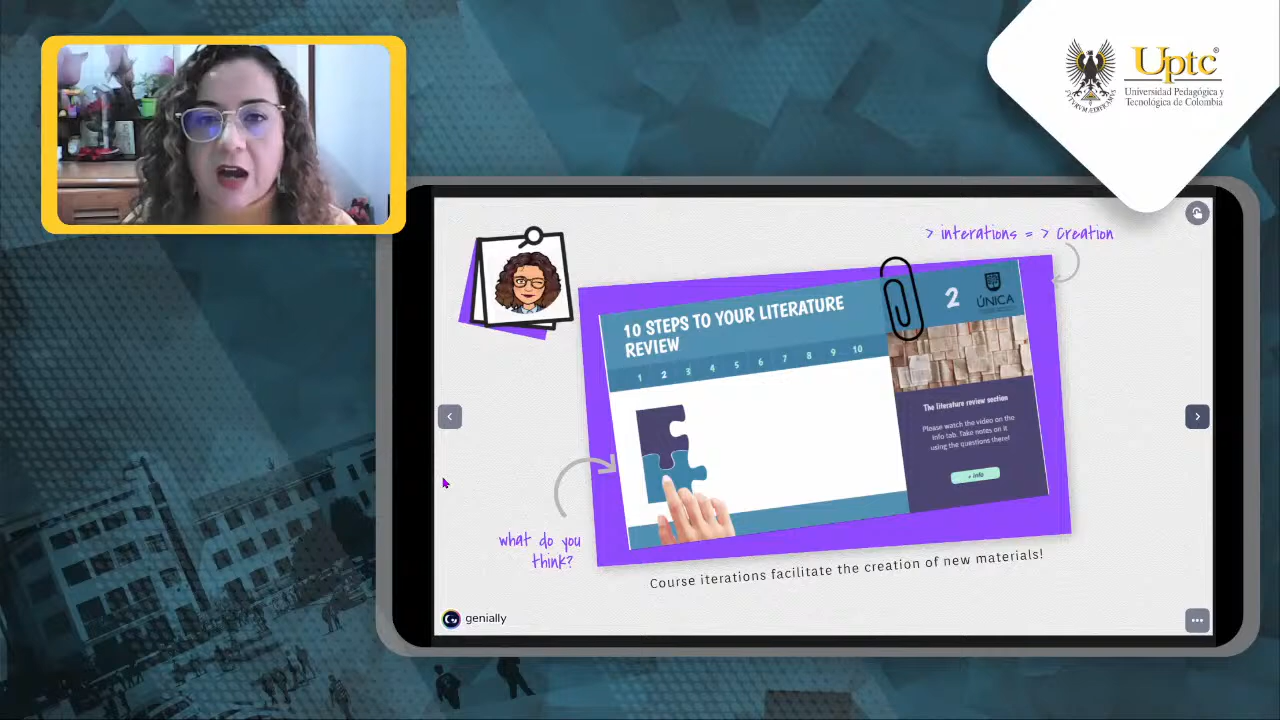 Uptc
Universidad Pedagógica y
Tecnológica de Colombia
> interations = > Creation
10 STEPS TO YOUR LITERATURE
REVIEW
2
ÚNICA
1 2 3 4 5 6 7 8 9 10
The literature review section
Please watch the video on the
Info tab. Take notes on it
using the questions there!
+ info
what do you
think?
Course iterations facilitate the creation of new materials!
genially